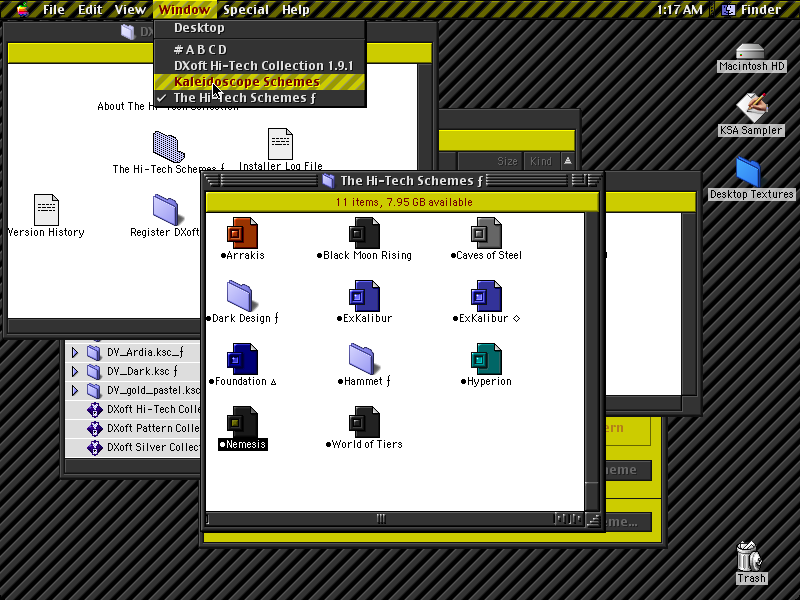 File Edit View Window Special Help 1:17 AM Finder
Desktop
# A B C D
DXoft Hi-Tech Collection 1.9.1
Kaleidoscope Schemes
✓ The Hi-Tech Schemes ƒ
DX
About The Hi-Tech Collection
The Hi-Tech Schemes ƒ
Installer Log File
Version History
Register DXoft
Macintosh HD
KSA Sampler
Desktop Textures
Size Kind
The Hi-Tech Schemes ƒ
11 items, 7.95 GB available
•Arrakis
•Black Moon Rising
•Caves of Steel
•Dark Design ƒ
•ExKalibur
•ExKalibur ◇
•Foundation △
•Hammet ƒ
•Hyperion
•Nemesis
•World of Tiers
DV_Ardia.ksc_ƒ
DV_Dark.ksc ƒ
DV_gold_pastel.ksc
DXoft Hi-Tech Colle
DXoft Pattern Colle
DXoft Silver Collec
tern
heme
me...
Trash